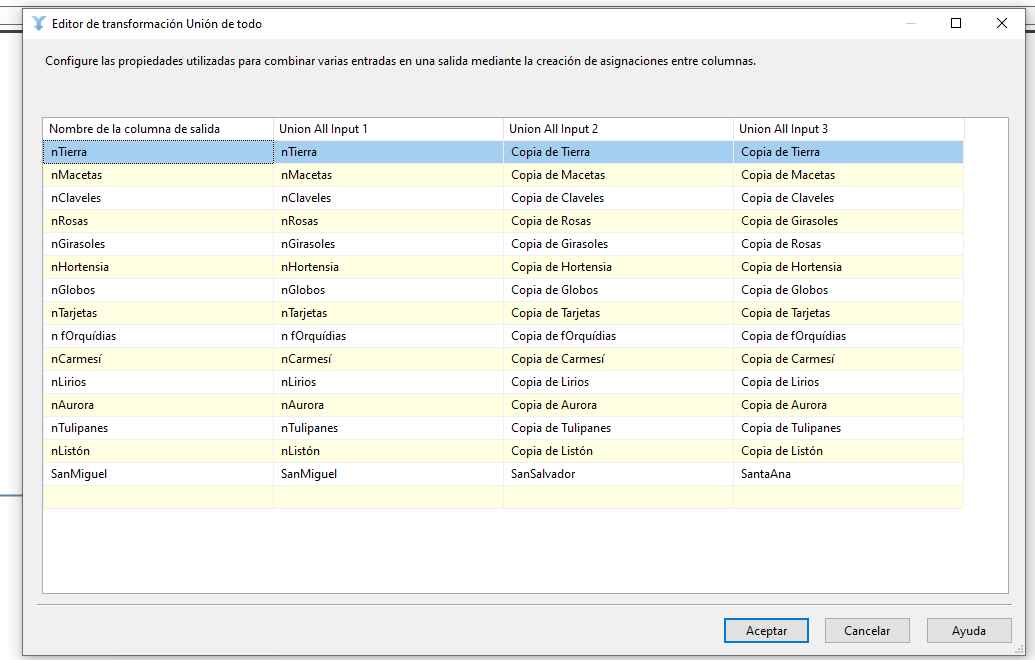 Editor de transformación Unión de todo
Configure las propiedades utilizadas para combinar varias entradas en una salida mediante la creación de asignaciones entre columnas.
Nombre de la columna de salida Union All Input 1 Union All Input 2 Union All Input 3
nTierra nTierra Copia de Tierra Copia de Tierra
nMacetas nMacetas Copia de Macetas Copia de Macetas
nClaveles nClaveles Copia de Claveles Copia de Claveles
nRosas nRosas Copia de Rosas Copia de Girasoles
nGirasoles nGirasoles Copia de Girasoles Copia de Rosas
nHortensia nHortensia Copia de Hortensia Copia de Hortensia
nGlobos nGlobos Copia de Globos Copia de Globos
nTarjetas nTarjetas Copia de Tarjetas Copia de Tarjetas
n fOrquídias n fOrquídias Copia de fOrquídias Copia de fOrquídias
nCarmesí nCarmesí Copia de Carmesí Copia de Carmesí
nLirios nLirios Copia de Lirios Copia de Lirios
nAurora nAurora Copia de Aurora Copia de Aurora
nTulipanes nTulipanes Copia de Tulipanes Copia de Tulipanes
nListón nListón Copia de Listón Copia de Listón
SanMiguel SanMiguel SanSalvador SantaAna
Aceptar Cancelar Ayuda